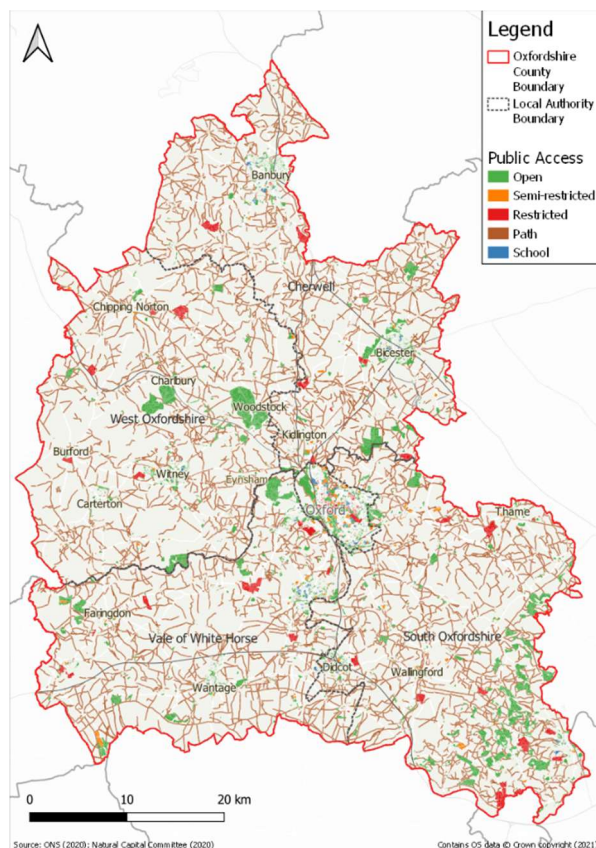 Legend
Oxfordshire
County
Boundary
Local Authority
Boundary
Public Access
Open
Semi-restricted
Restricted
Path
School
Banbury
Cherwell
Chipping Norton
Bicester
Charbury
Woodstock
West Oxfordshire
Kidlington
Burford
Witney
Eynsham
Carterton
Oxford
Thame
Faringdon
Vale of White Horse
South Oxfordshire
Didcot
Wallingford
Wantage
0 10 20 km
Source: ONS (2020); Natural Capital Committee (2020)
Contains OS data © Crown copyright (2021)